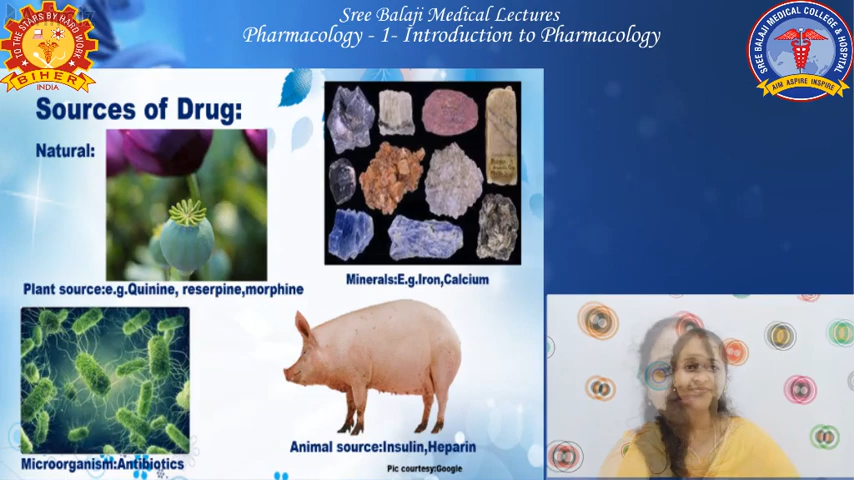 Sree Balaji Medical Lectures
Pharmacology - 1- Introduction to Pharmacology
TO THE STARS BY HARD WORK
BIHER
INDIA
SREE BALAJI MEDICAL COLLEGE & HOSPITAL
AIM ASPIRE INSPIRE
Sources of Drug:
Natural:
Plant source:e.g.Quinine, reserpine,morphine
Minerals:E.g.Iron,Calcium
Microorganism:Antibiotics
Animal source:Insulin,Heparin
Pic courtesy:Google